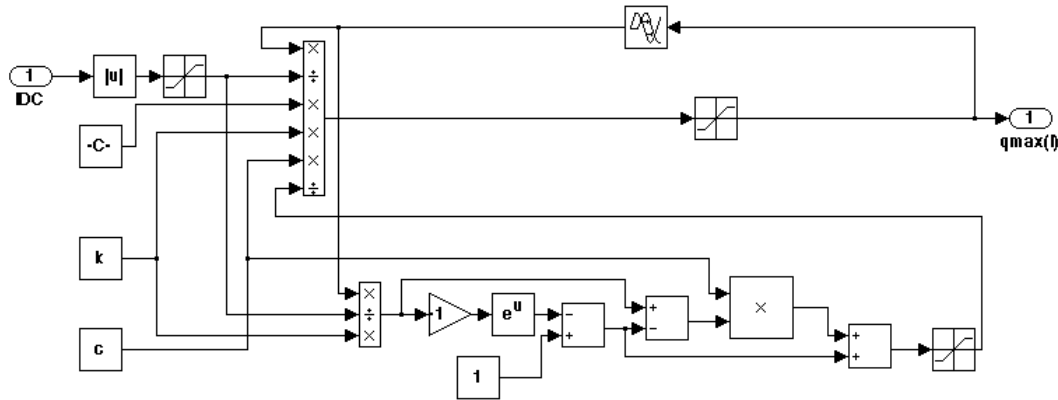 1
IDC
|u|
×
÷
×
×
×
÷
-C-
1
qmax(I)
k
×
÷
×
-1
e^u
−
+
+
−
×
+
+
c
1